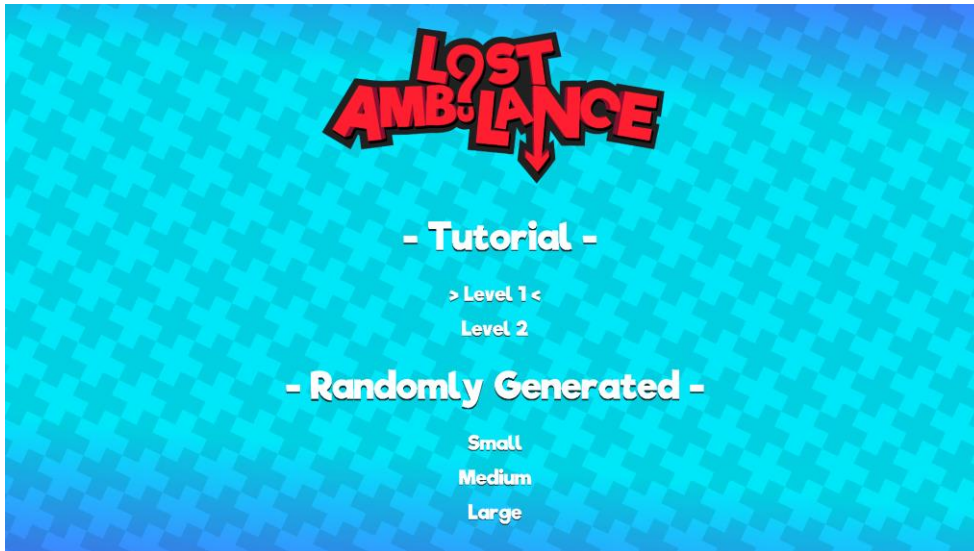 LOST
AMBULANCE
- Tutorial -
> Level 1 <
Level 2
- Randomly Generated -
Small
Medium
Large